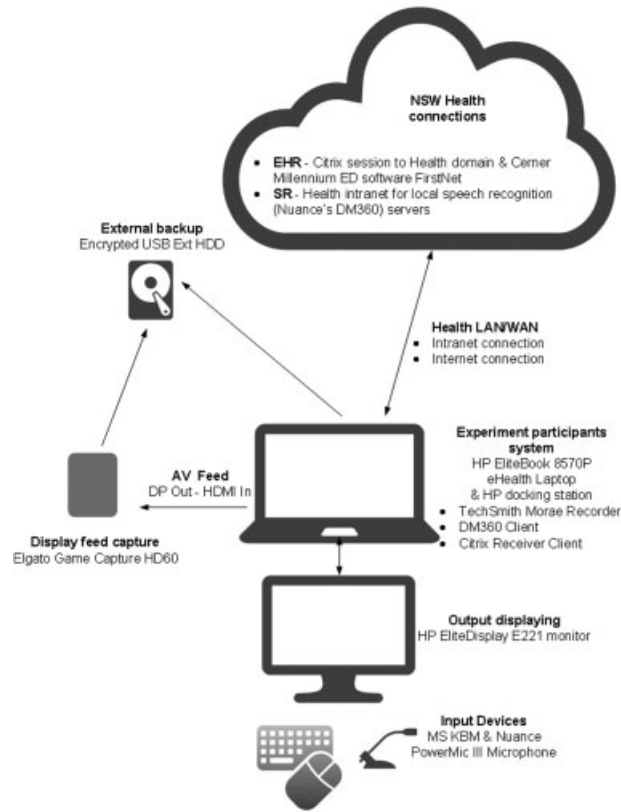 NSW Health
connections
• EHR - Citrix session to Health domain & Cerner
Millennium ED software FirstNet
• SR - Health intranet for local speech recognition
(Nuance's DM360) servers
External backup
Encrypted USB Ext HDD
Health LAN/WAN
• Intranet connection
• Internet connection
Experiment participants
system
HP EliteBook 8570P
eHealth Laptop
& HP docking station
• TechSmith Morae Recorder
• DM360 Client
• Citrix Receiver Client
AV Feed
DP Out - HDMI In
Display feed capture
Elgato Game Capture HD60
Output displaying
HP EliteDisplay E221 monitor
Input Devices
MS KBM & Nuance
PowerMic III Microphone